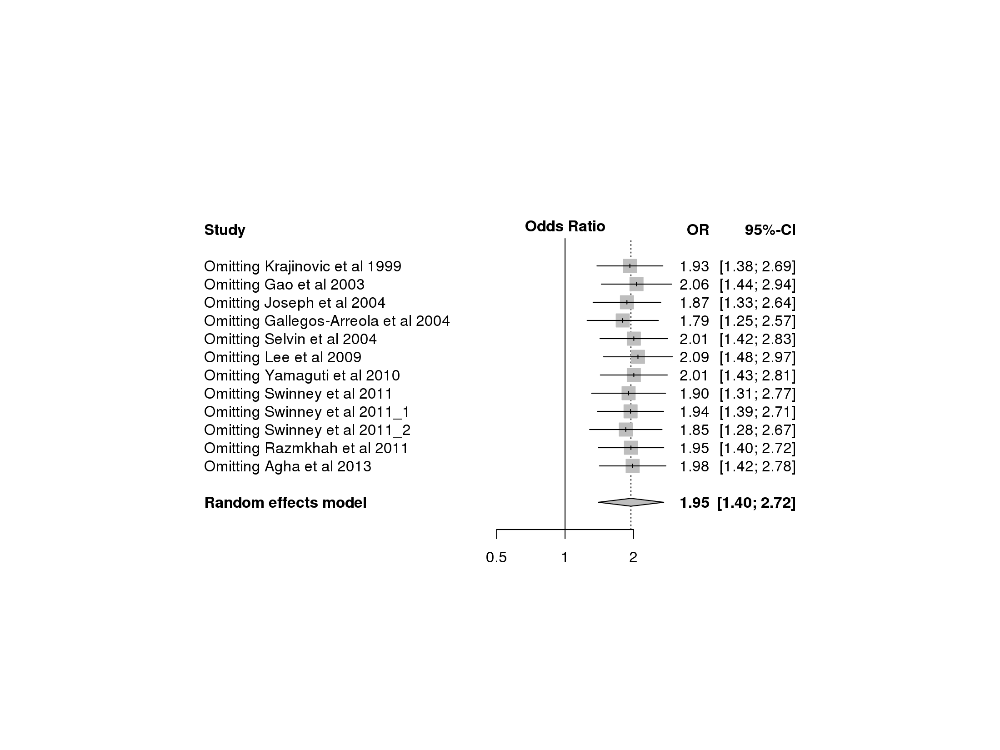 Study Odds Ratio OR 95%-CI
Omitting Krajinovic et al 1999 1.93 [1.38; 2.69]
Omitting Gao et al 2003 2.06 [1.44; 2.94]
Omitting Joseph et al 2004 1.87 [1.33; 2.64]
Omitting Gallegos-Arreola et al 2004 1.79 [1.25; 2.57]
Omitting Selvin et al 2004 2.01 [1.42; 2.83]
Omitting Lee et al 2009 2.09 [1.48; 2.97]
Omitting Yamaguti et al 2010 2.01 [1.43; 2.81]
Omitting Swinney et al 2011 1.90 [1.31; 2.77]
Omitting Swinney et al 2011_1 1.94 [1.39; 2.71]
Omitting Swinney et al 2011_2 1.85 [1.28; 2.67]
Omitting Razmkhah et al 2011 1.95 [1.40; 2.72]
Omitting Agha et al 2013 1.98 [1.42; 2.78]
Random effects model 1.95 [1.40; 2.72]
0.5 1 2